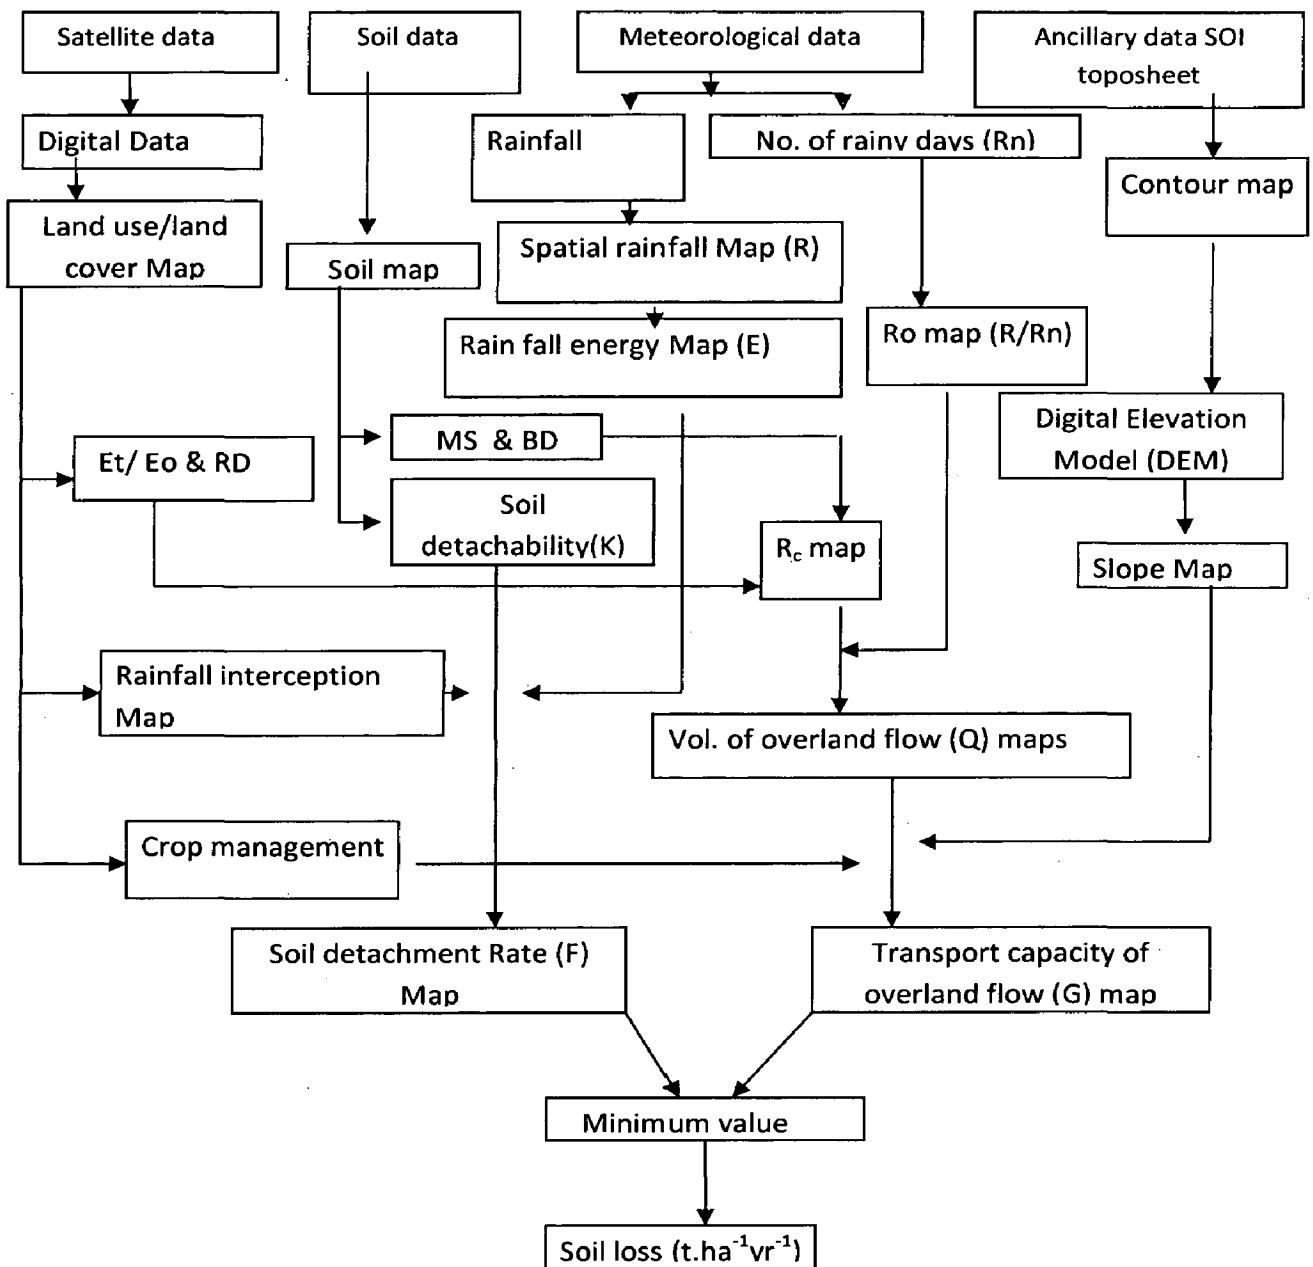 Satellite data
Soil data
Meteorological data
Ancillary data SOI
toposheet
Digital Data
Rainfall
No. of rainy days (Rn)
Contour map
Land use/land
cover Map
Soil map
Spatial rainfall Map (R)
Rain fall energy Map (E)
Ro map (R/Rn)
Digital Elevation
Model (DEM)
MS & BD
Et/ Eo & RD
Soil
detachability(K)
Rc map
Slope Map
Rainfall interception
Map
Vol. of overland flow (Q) maps
Crop management
Soil detachment Rate (F)
Map
Transport capacity of
overland flow (G) map
Minimum value
Soil loss (t.ha⁻¹yr⁻¹)